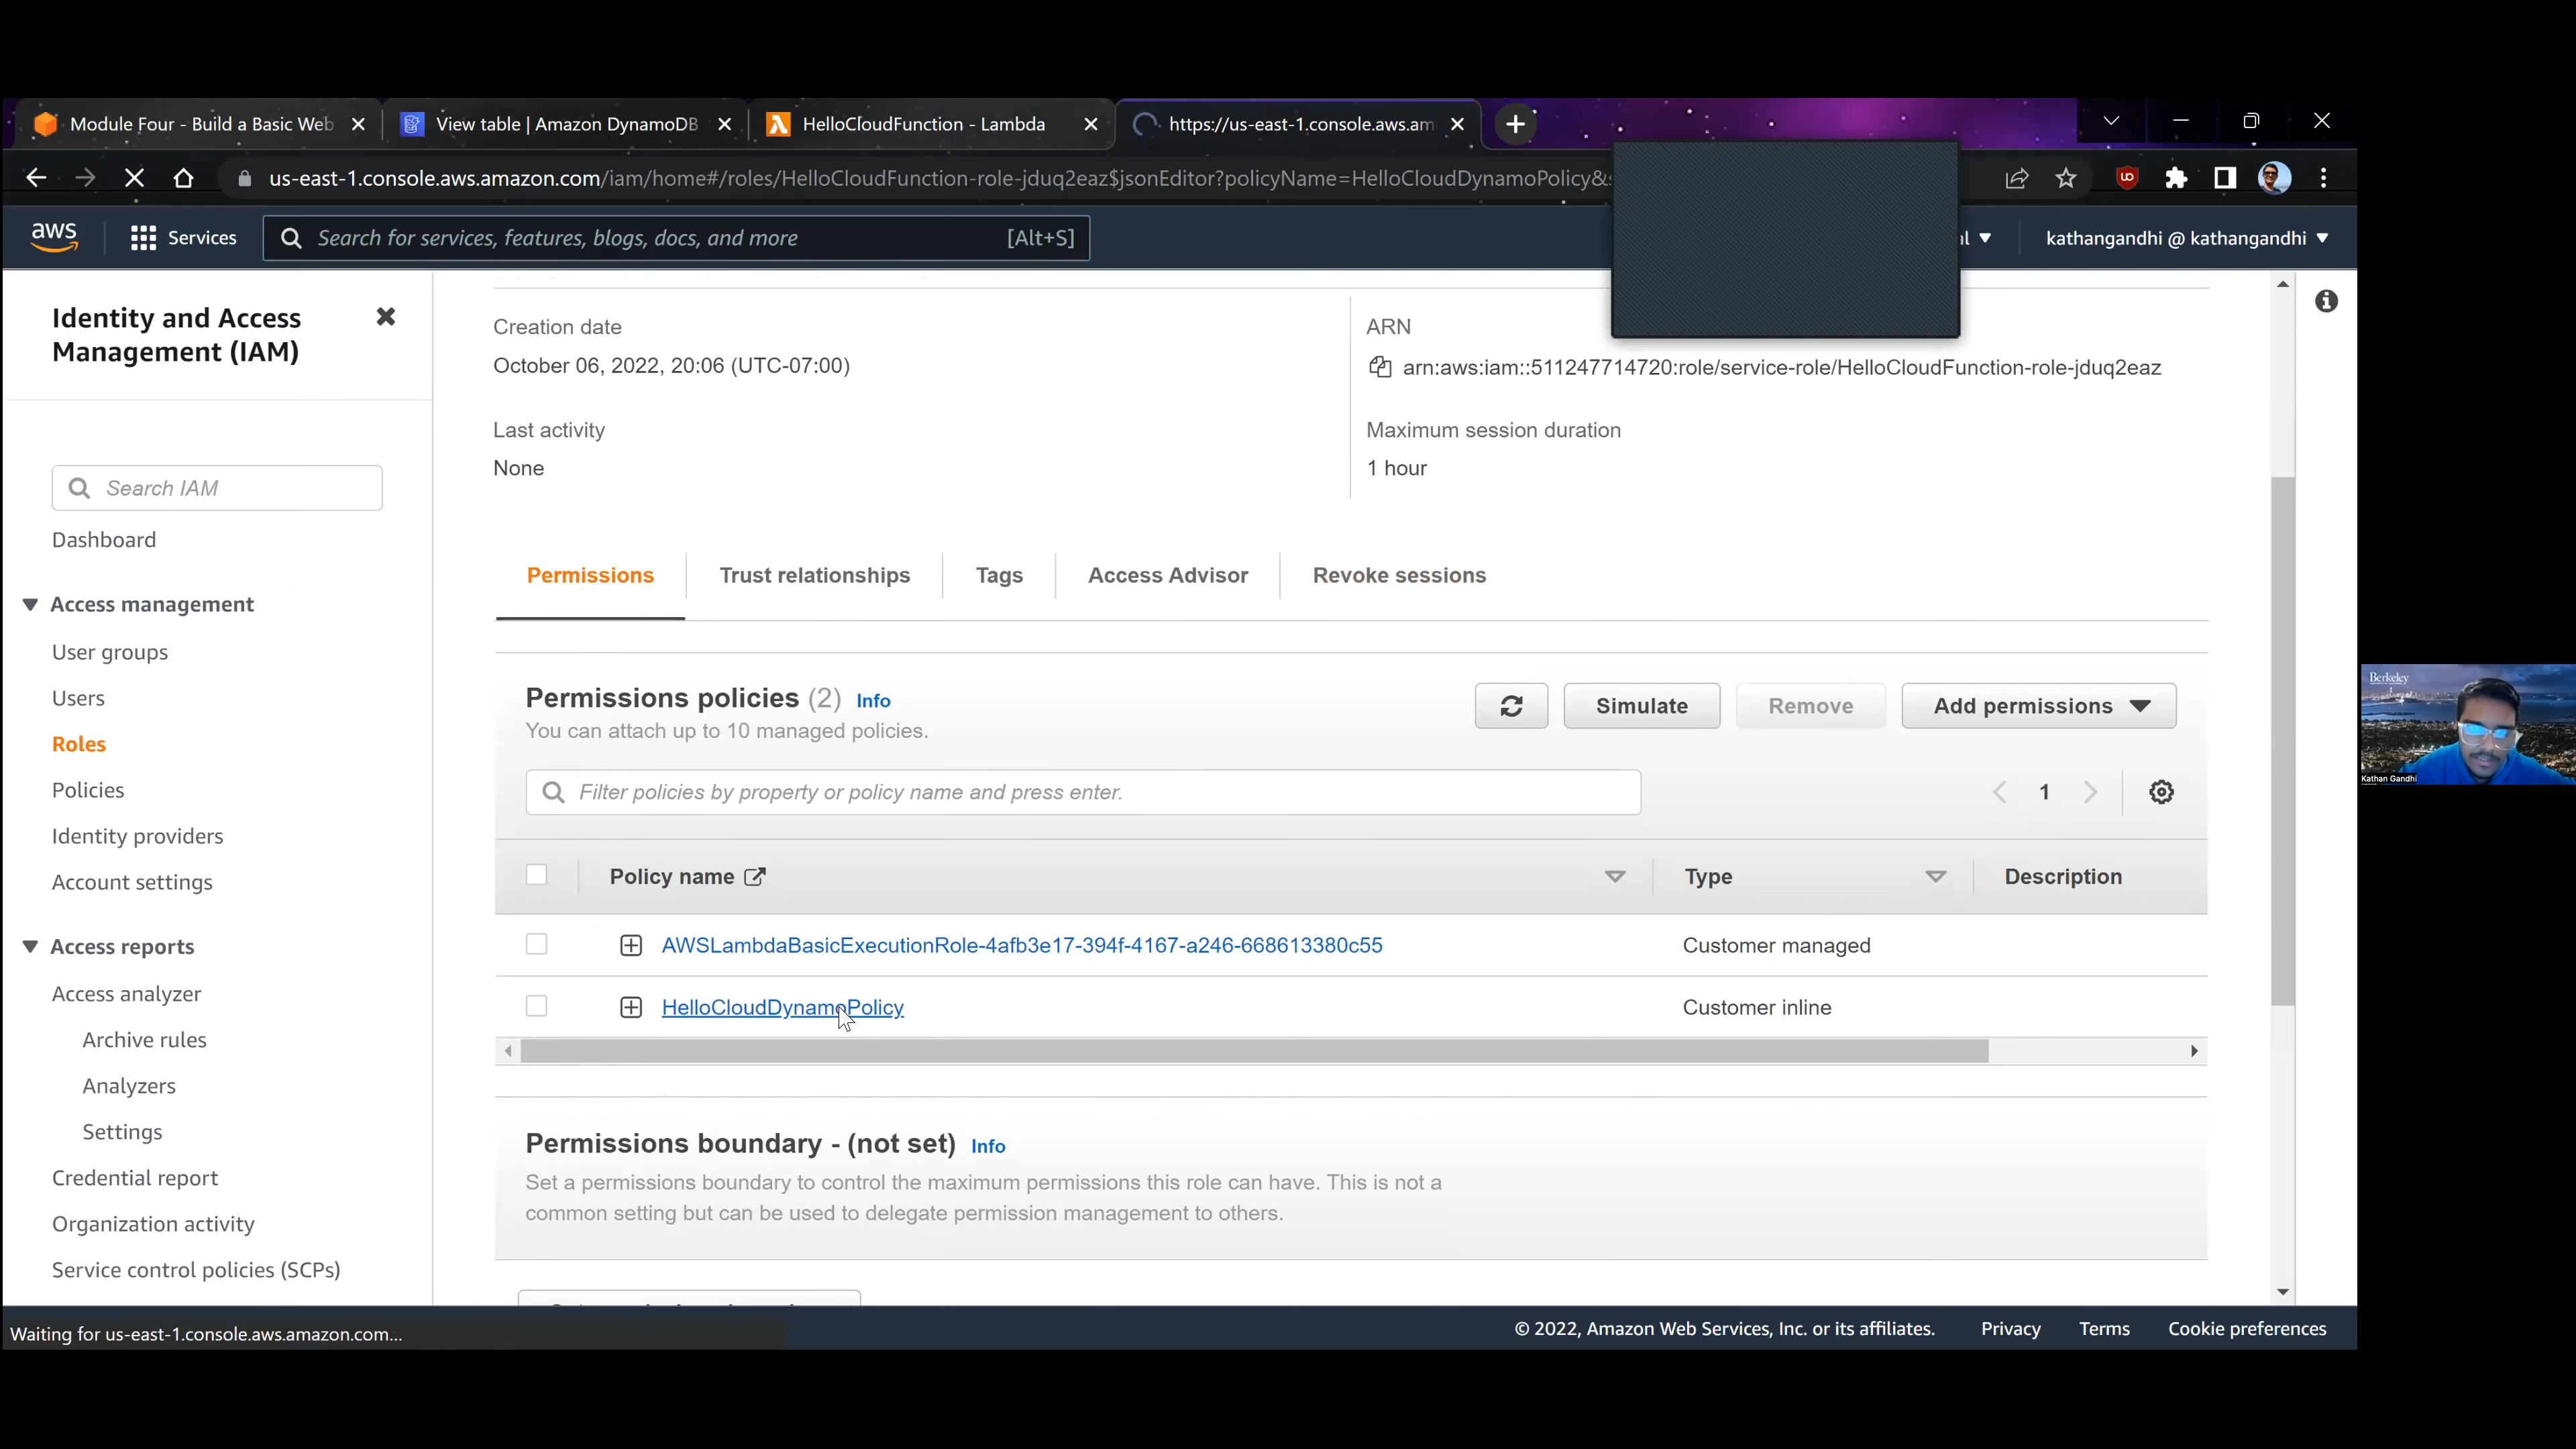 Module Four - Build a Basic Web
View table | Amazon DynamoDB
HelloCloudFunction - Lambda
https://us-east-1.console.aws.am
us-east-1.console.aws.amazon.com/iam/home#/roles/HelloCloudFunction-role-jduq2eaz$jsonEditor?policyName=HelloCloudDynamoPolicy&
aws
Services
Search for services, features, blogs, docs, and more
[Alt+S]
kathangandhi @ kathangandhi
Identity and Access
Management (IAM)
Search IAM
Dashboard
Access management
User groups
Users
Roles
Policies
Identity providers
Account settings
Access reports
Access analyzer
Archive rules
Analyzers
Settings
Credential report
Organization activity
Service control policies (SCPs)
Creation date
October 06, 2022, 20:06 (UTC-07:00)
ARN
arn:aws:iam::511247714720:role/service-role/HelloCloudFunction-role-jduq2eaz
Last activity
None
Maximum session duration
1 hour
Permissions
Trust relationships
Tags
Access Advisor
Revoke sessions
Permissions policies (2) Info
You can attach up to 10 managed policies.
Simulate
Remove
Add permissions
Filter policies by property or policy name and press enter.
1
Policy name
Type
Description
AWSLambdaBasicExecutionRole-4afb3e17-394f-4167-a246-668613380c55
Customer managed
HelloCloudDynamoPolicy
Customer inline
Permissions boundary - (not set) Info
Set a permissions boundary to control the maximum permissions this role can have. This is not a
common setting but can be used to delegate permission management to others.
Waiting for us-east-1.console.aws.amazon.com...
© 2022, Amazon Web Services, Inc. or its affiliates.
Privacy
Terms
Cookie preferences
Berkeley
Kathan Gandhi